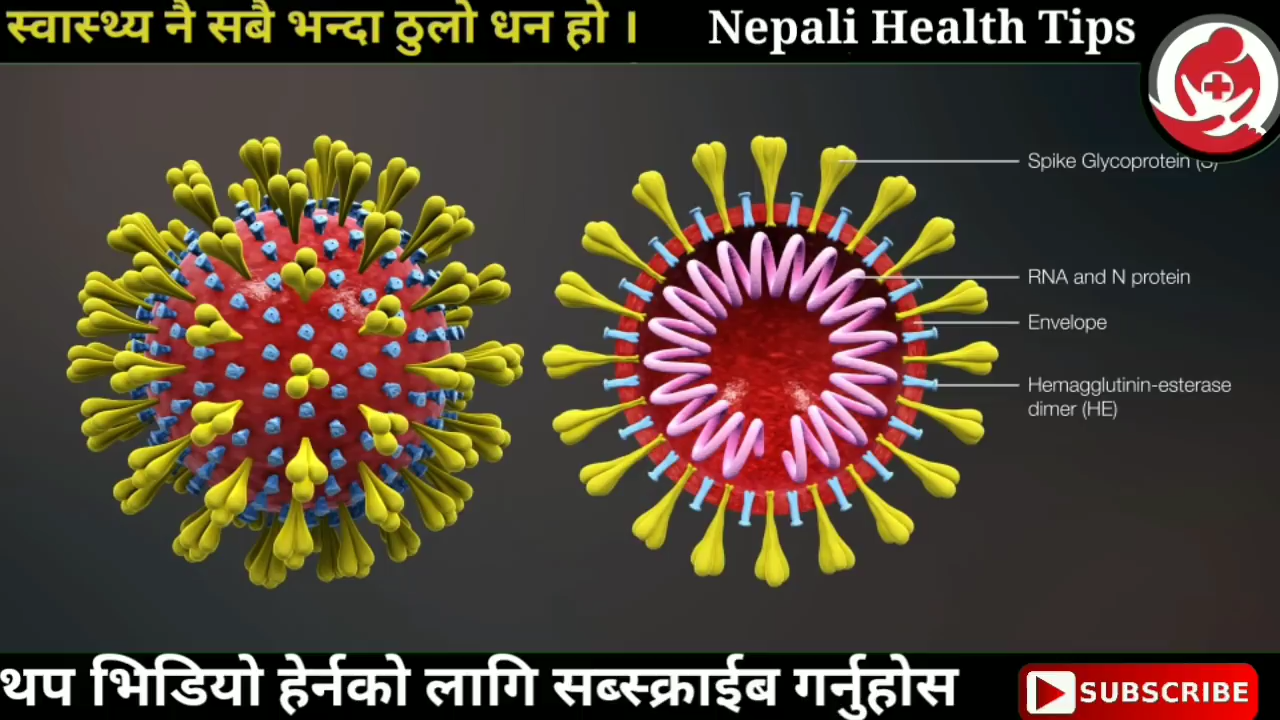 स्वास्थ्य नै सबै भन्दा ठुलो धन हो ।
Nepali Health Tips
Spike Glycoprotein (S)
RNA and N protein
Envelope
Hemagglutinin-esterase
dimer (HE)
थप भिडियो हेर्नको लागि सब्स्क्राईब गर्नुहोस
SUBSCRIBE